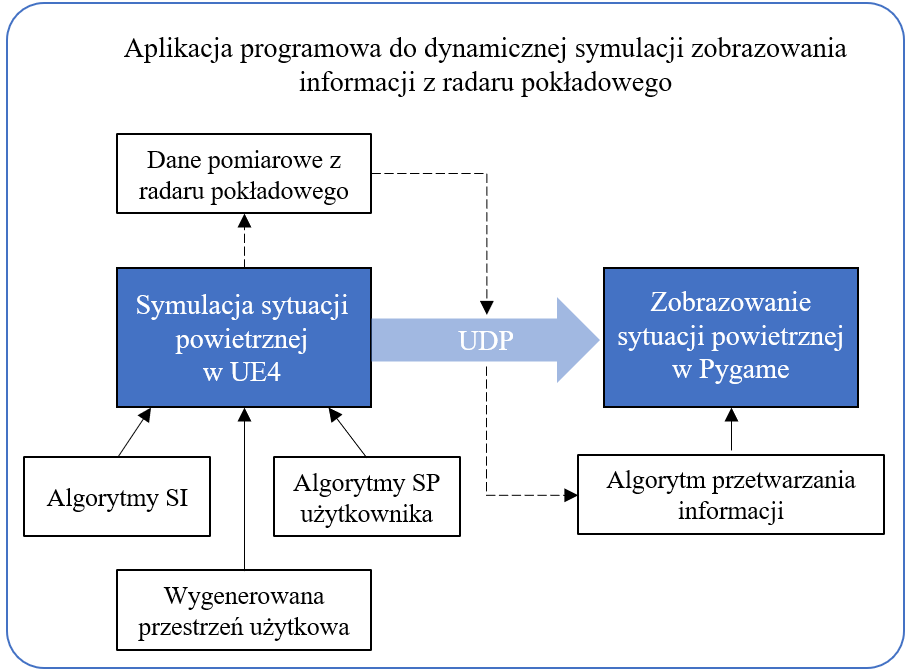 Aplikacja programowa do dynamicznej symulacji zobrazowania
informacji z radaru pokładowego
Dane pomiarowe z
radaru pokładowego
Symulacja sytuacji
powietrznej
w UE4
UDP
Zobrazowanie
sytuacji powietrznej
w Pygame
Algorytmy SI
Algorytmy SP
użytkownika
Algorytm przetwarzania
informacji
Wygenerowana
przestrzeń użytkowa